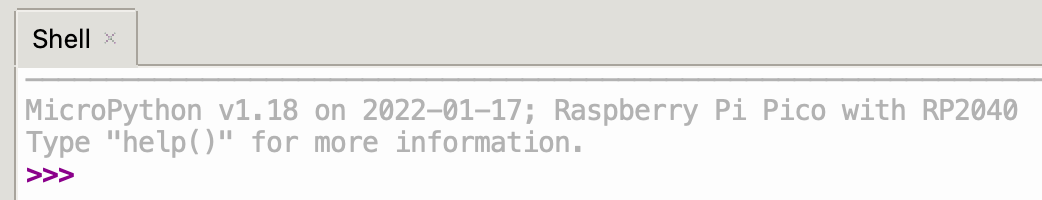 Shell ×
MicroPython v1.18 on 2022-01-17; Raspberry Pi Pico with RP2040
Type "help()" for more information.
>>>